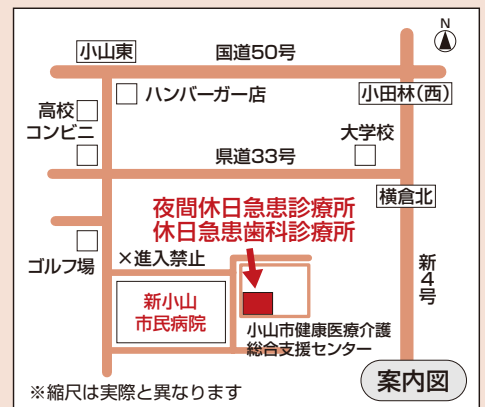 N
小山東
国道50号
ハンバーガー店
小田林(西)
高校
コンビニ
大学校
県道33号
横倉北
夜間休日急患診療所
休日急患歯科診療所
ゴルフ場
×進入禁止
新4号
新小山
市民病院
小山市健康医療介護
総合支援センター
案内図
※縮尺は実際と異なります